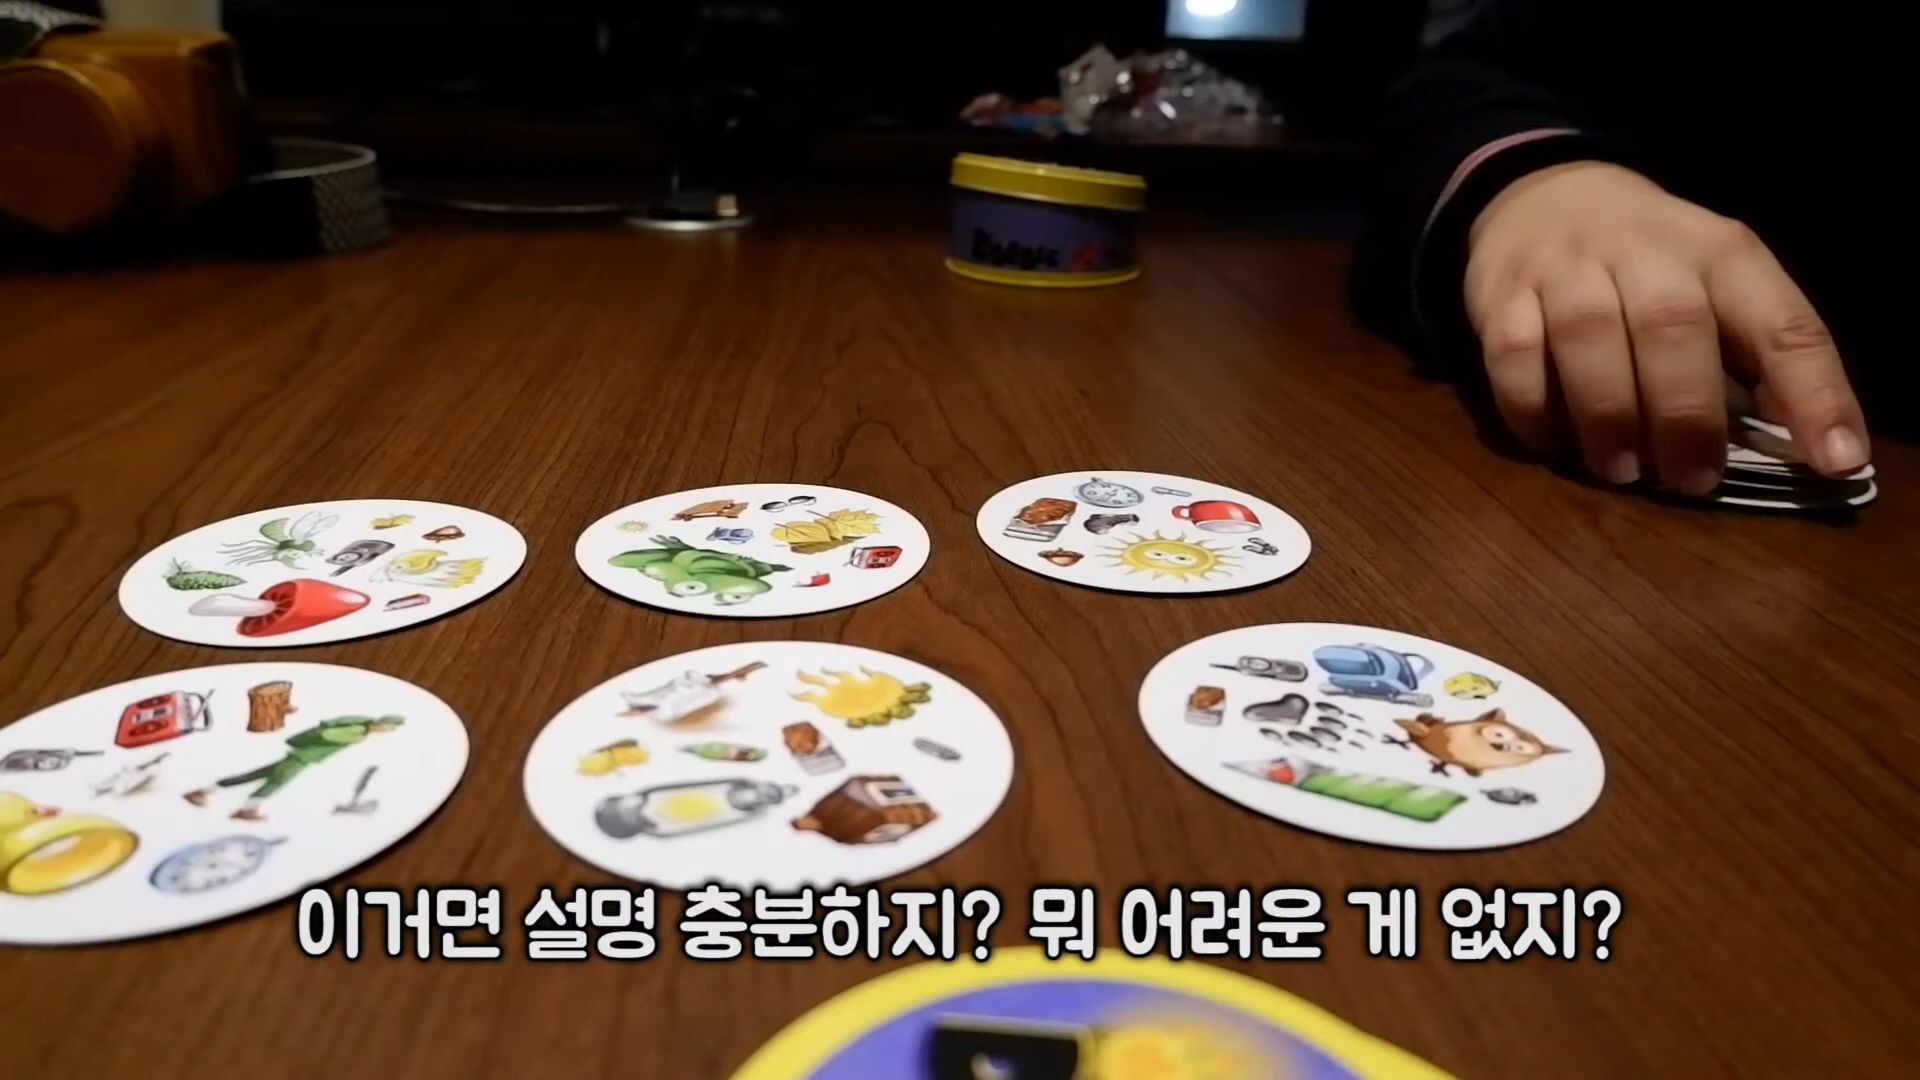 이거면 설명 충분하지? 뭐 어려운 게 없지?